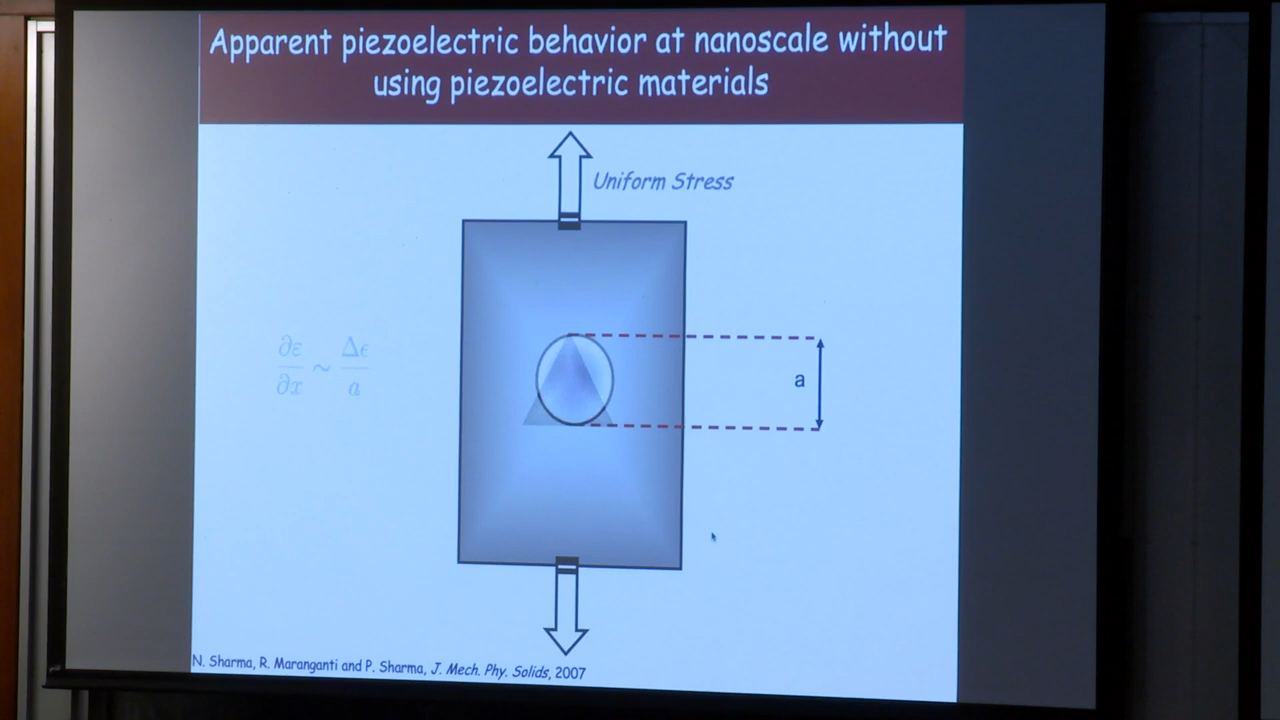 Apparent piezoelectric behavior at nanoscale without
using piezoelectric materials
Uniform Stress
∂ε/∂x ~ Δϵ/a
a
N. Sharma, R. Maranganti and P. Sharma, J. Mech. Phy. Solids, 2007